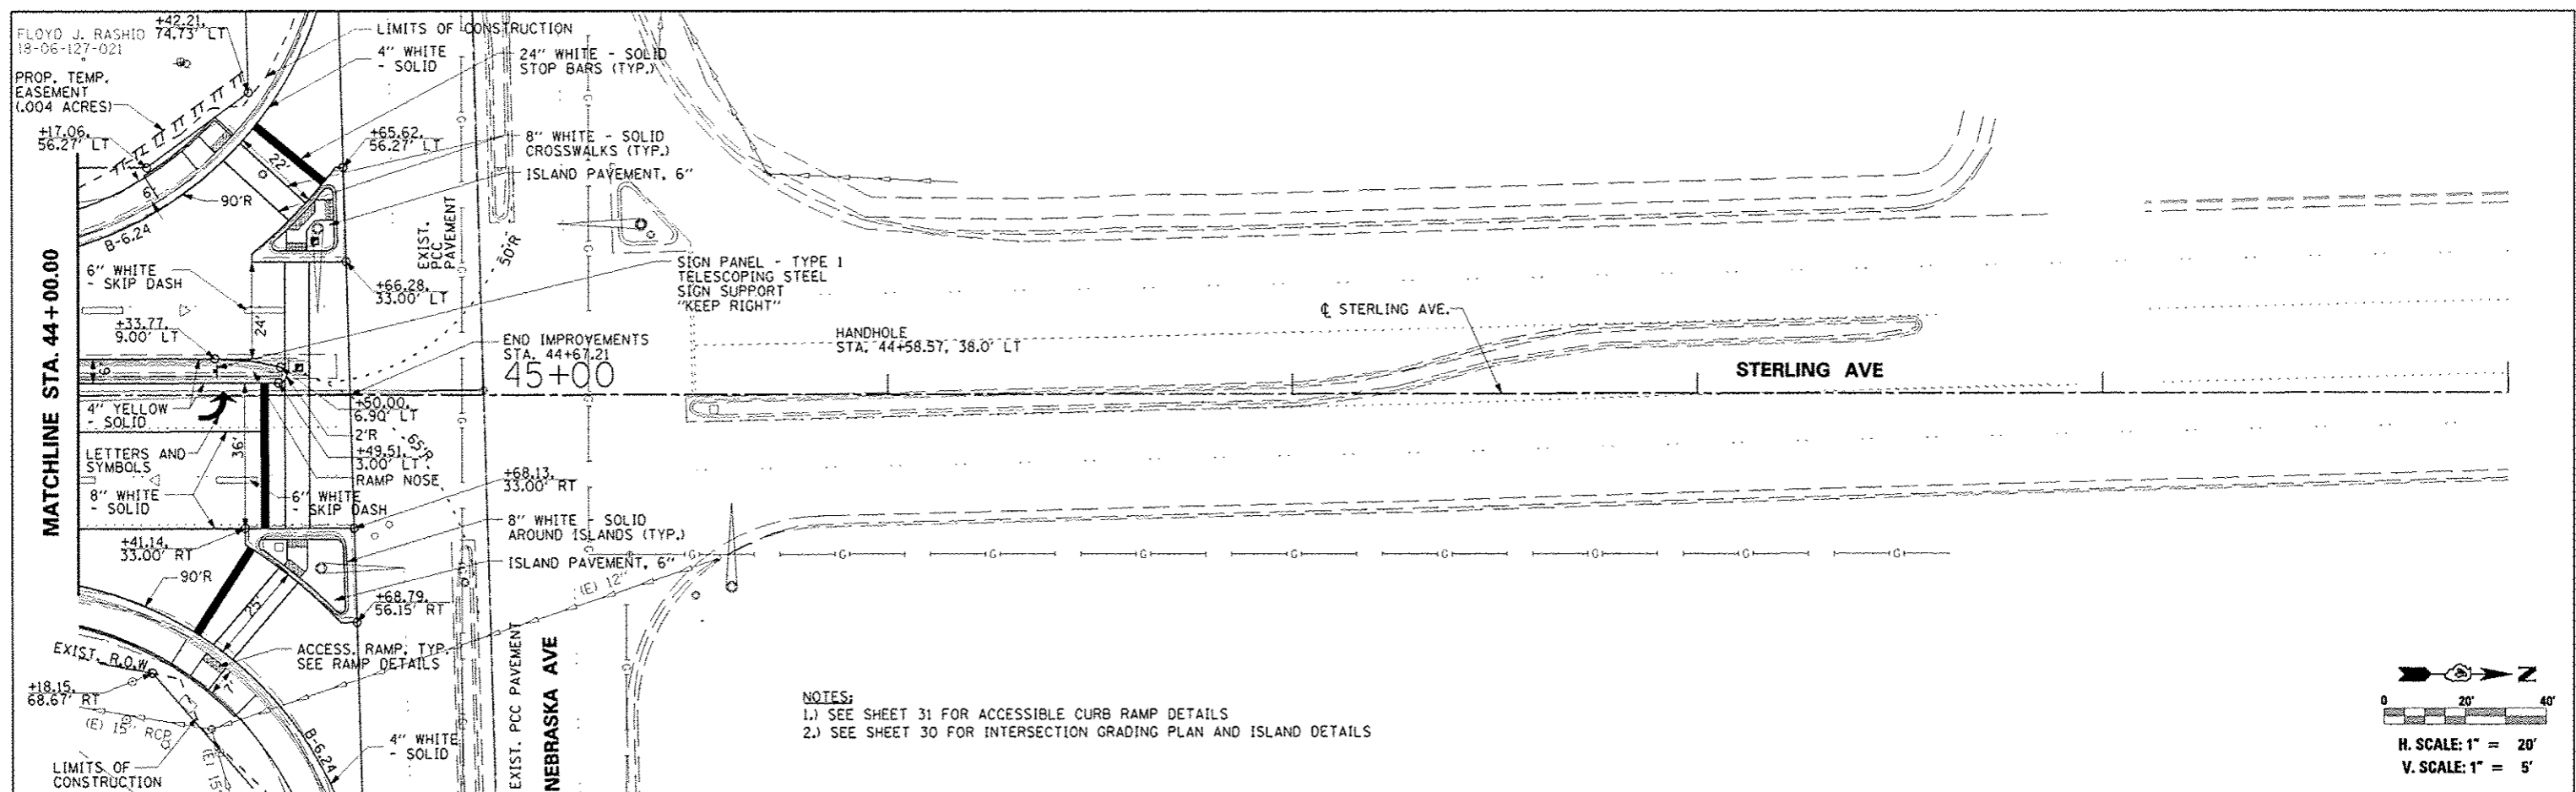 FLOYD J. RASHID
18-06-127-021
PROP. TEMP.
EASEMENT
(.004 ACRES)
+42.21,
74.73' LT
LIMITS OF CONSTRUCTION
4" WHITE
- SOLID
24" WHITE - SOLID
STOP BARS (TYP.)
+17.06,
56.27' LT
+65.62,
56.27' LT
8" WHITE - SOLID
CROSSWALKS (TYP.)
ISLAND PAVEMENT, 6"
22'
6'
90'R
B-6.24
EXIST.
PCC
PAVEMENT
50'R
MATCHLINE STA. 44+00.00
6" WHITE
- SKIP DASH
+66.28,
33.00' LT
24'
+33.77,
9.00' LT
SIGN PANEL - TYPE 1
TELESCOPING STEEL
SIGN SUPPORT
"KEEP RIGHT"
END IMPROVEMENTS
STA. 44+67.21
45+00
HANDHOLE
STA. 44+58.57, 38.0' LT
℄ STERLING AVE.
STERLING AVE
6'
4" YELLOW
- SOLID
+50.00,
6.90' LT
2'R
65'R
+49.51,
3.00' LT
RAMP NOSE
36'
LETTERS AND
SYMBOLS
8" WHITE
- SOLID
6" WHITE
- SKIP DASH
+68.13,
33.00' RT
8" WHITE - SOLID
AROUND ISLANDS (TYP.)
+41.14,
33.00' RT
ISLAND PAVEMENT, 6"
90'R
25'
+68.79,
56.15' RT
(E) 12"
ACCESS. RAMP, TYP.
SEE RAMP DETAILS
7'
EXIST. R.O.W.
+18.15,
68.67' RT
(E) 15" RCP
(E) 15"
B-6.24
4" WHITE
- SOLID
LIMITS OF
CONSTRUCTION
EXIST. PCC PAVEMENT
NEBRASKA AVE
NOTES:
1.) SEE SHEET 31 FOR ACCESSIBLE CURB RAMP DETAILS
2.) SEE SHEET 30 FOR INTERSECTION GRADING PLAN AND ISLAND DETAILS
Z
0 20' 40'
H. SCALE: 1" = 20'
V. SCALE: 1" = 5'